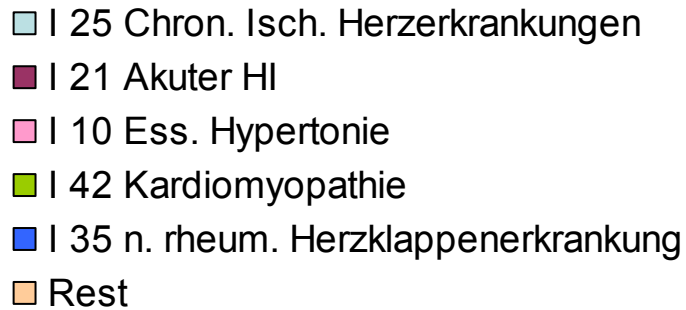 I 25 Chron. Isch. Herzerkrankungen
I 21 Akuter HI
I 10 Ess. Hypertonie
I 42 Kardiomyopathie
I 35 n. rheum. Herzklappenerkrankung
Rest